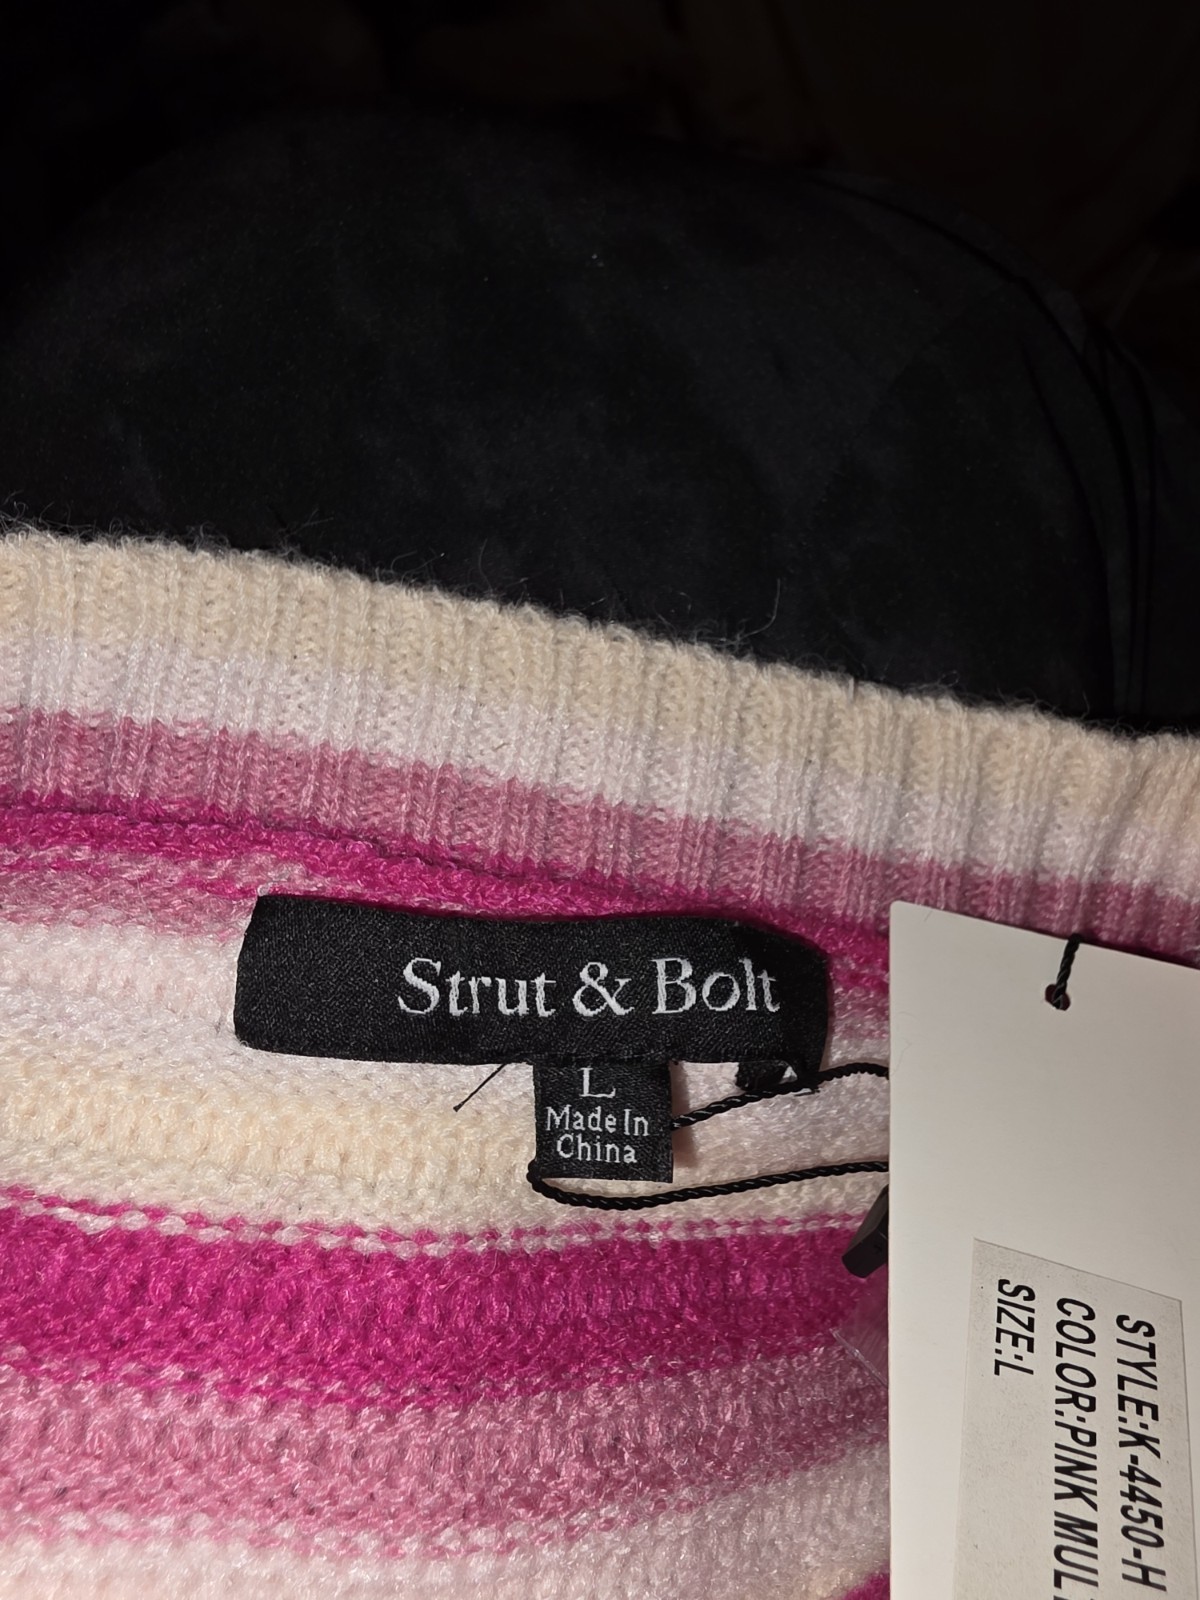 Strut & Bolt
L
Made In
China
STYLE:K-4450-H
COLOR:PINK MUL
SIZE:L